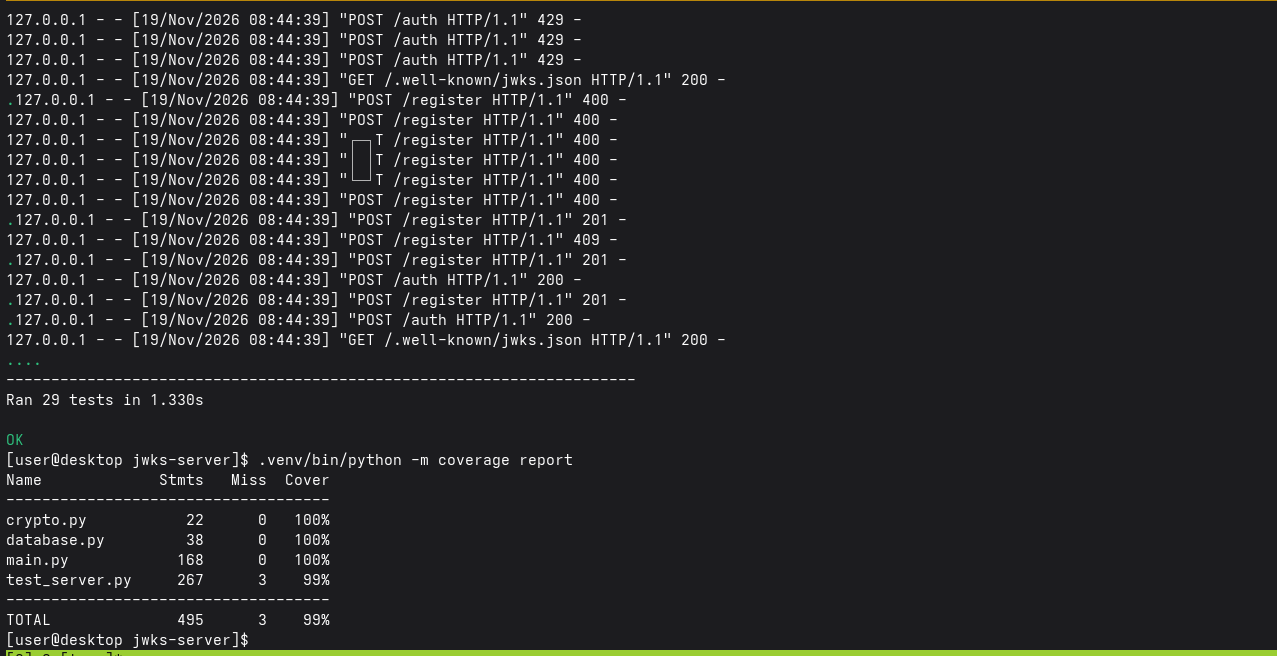 127.0.0.1 - - [19/Nov/2026 08:44:39] "POST /auth HTTP/1.1" 429 -
127.0.0.1 - - [19/Nov/2026 08:44:39] "POST /auth HTTP/1.1" 429 -
127.0.0.1 - - [19/Nov/2026 08:44:39] "POST /auth HTTP/1.1" 429 -
127.0.0.1 - - [19/Nov/2026 08:44:39] "GET /.well-known/jwks.json HTTP/1.1" 200 -
.127.0.0.1 - - [19/Nov/2026 08:44:39] "POST /register HTTP/1.1" 400 -
127.0.0.1 - - [19/Nov/2026 08:44:39] "POST /register HTTP/1.1" 400 -
127.0.0.1 - - [19/Nov/2026 08:44:39] " T /register HTTP/1.1" 400 -
127.0.0.1 - - [19/Nov/2026 08:44:39] " T /register HTTP/1.1" 400 -
127.0.0.1 - - [19/Nov/2026 08:44:39] " T /register HTTP/1.1" 400 -
127.0.0.1 - - [19/Nov/2026 08:44:39] "POST /register HTTP/1.1" 400 -
.127.0.0.1 - - [19/Nov/2026 08:44:39] "POST /register HTTP/1.1" 201 -
127.0.0.1 - - [19/Nov/2026 08:44:39] "POST /register HTTP/1.1" 409 -
.127.0.0.1 - - [19/Nov/2026 08:44:39] "POST /register HTTP/1.1" 201 -
127.0.0.1 - - [19/Nov/2026 08:44:39] "POST /auth HTTP/1.1" 200 -
.127.0.0.1 - - [19/Nov/2026 08:44:39] "POST /register HTTP/1.1" 201 -
.127.0.0.1 - - [19/Nov/2026 08:44:39] "POST /auth HTTP/1.1" 200 -
127.0.0.1 - - [19/Nov/2026 08:44:39] "GET /.well-known/jwks.json HTTP/1.1" 200 -
....
----------------------------------------------------------------------
Ran 29 tests in 1.330s

OK
[user@desktop jwks-server]$ .venv/bin/python -m coverage report
Name             Stmts   Miss  Cover
------------------------------------
crypto.py           22      0   100%
database.py         38      0   100%
main.py            168      0   100%
test_server.py     267      3    99%
------------------------------------
TOTAL              495      3    99%
[user@desktop jwks-server]$